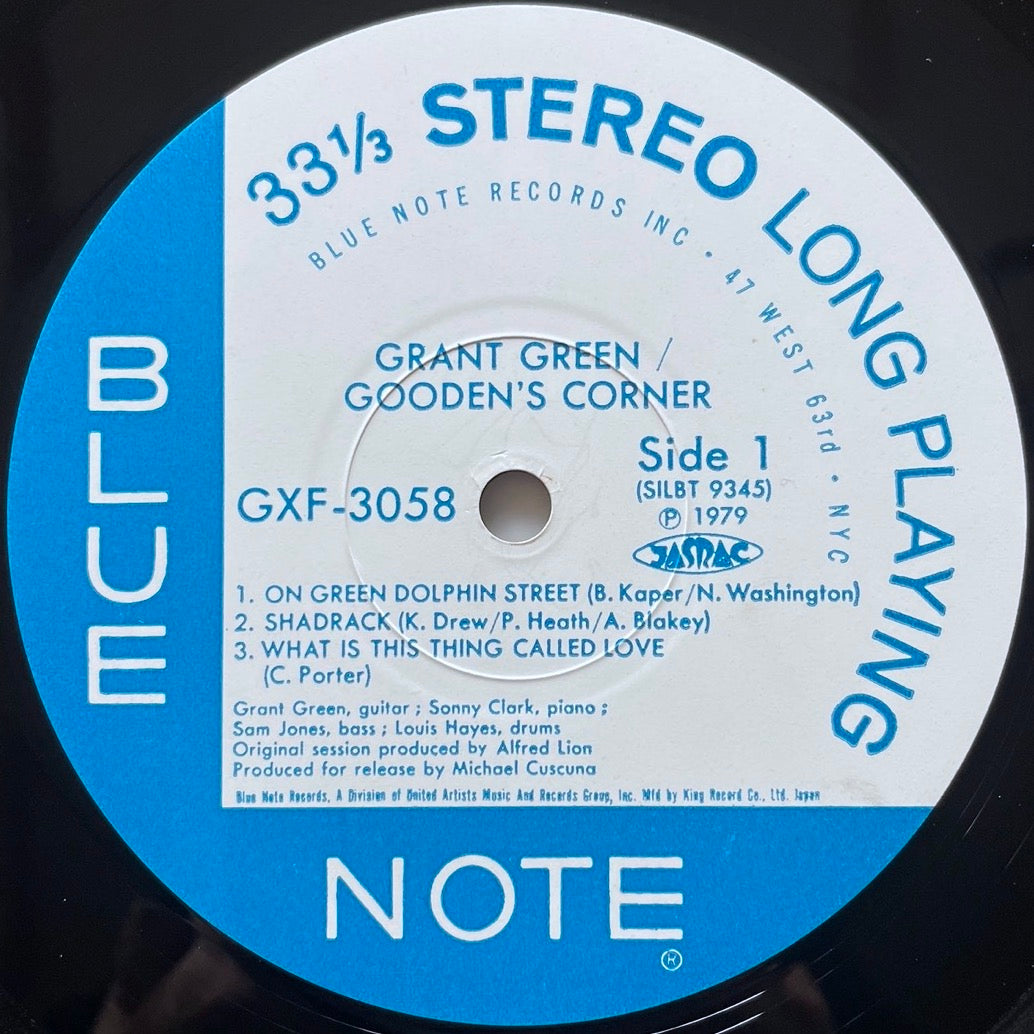 33⅓ STEREO LONG PLAYING
BLUE NOTE RECORDS INC • 47 WEST 63rd • NYC
GRANT GREEN /
GOODEN'S CORNER
Side 1
(SILBT 9345)
GXF-3058
℗ 1979
JASRAC
1. ON GREEN DOLPHIN STREET (B. Kaper/N. Washington)
2. SHADRACK (K. Drew/P. Heath/A. Blakey)
3. WHAT IS THIS THING CALLED LOVE
(C. Porter)
Grant Green, guitar ; Sonny Clark, piano ;
Sam Jones, bass ; Louis Hayes, drums
Original session produced by Alfred Lion
Produced for release by Michael Cuscuna
Blue Note Records, A Division of United Artists Music And Records Group, Inc. Mfd by King Record Co., Ltd. Japan
BLUE
NOTE
®